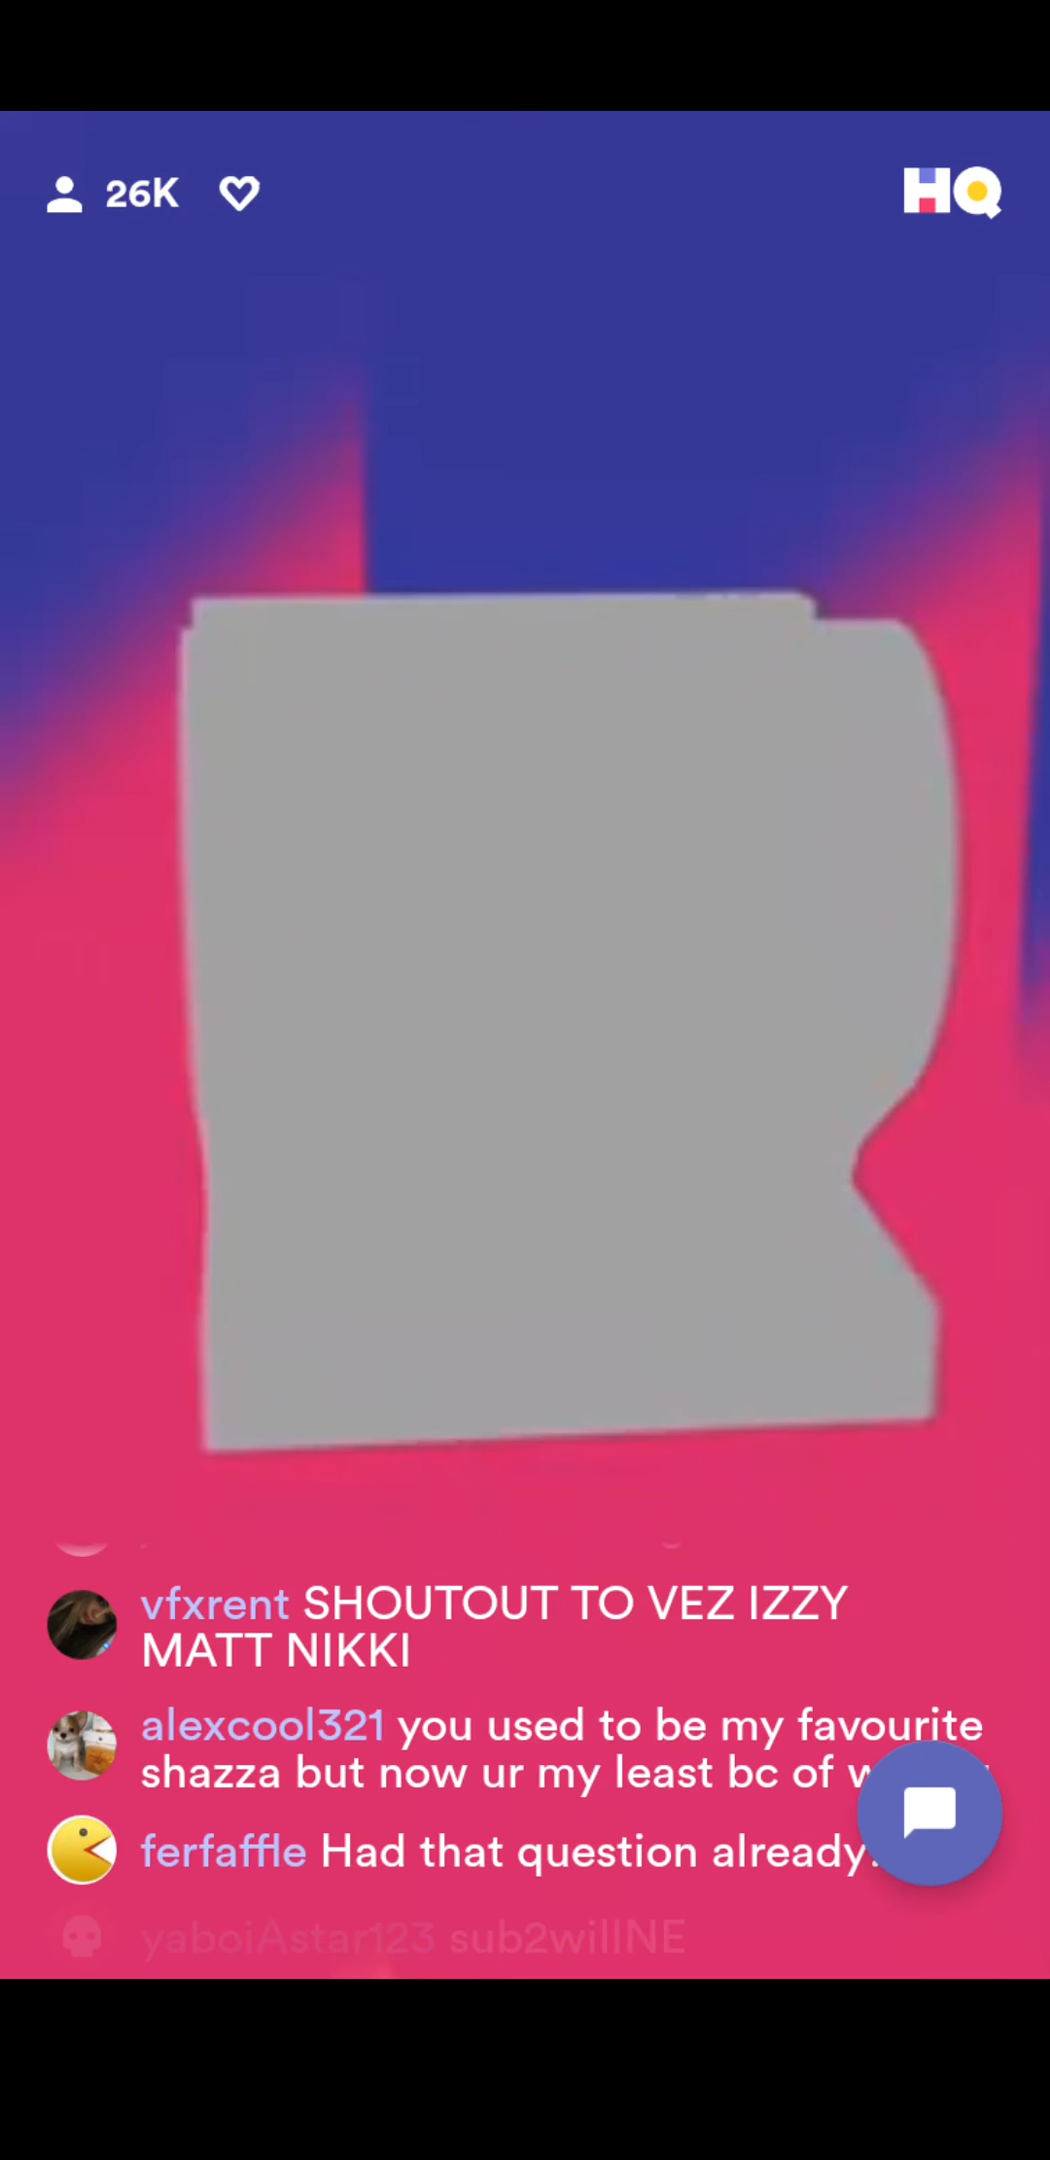 26K
HQ
vfxrent SHOUTOUT TO VEZ IZZY
MATT NIKKI
alexcool321 you used to be my favourite
shazza but now ur my least bc of
ferfaffle Had that question already.
yaboiAstar123 sub2willNE